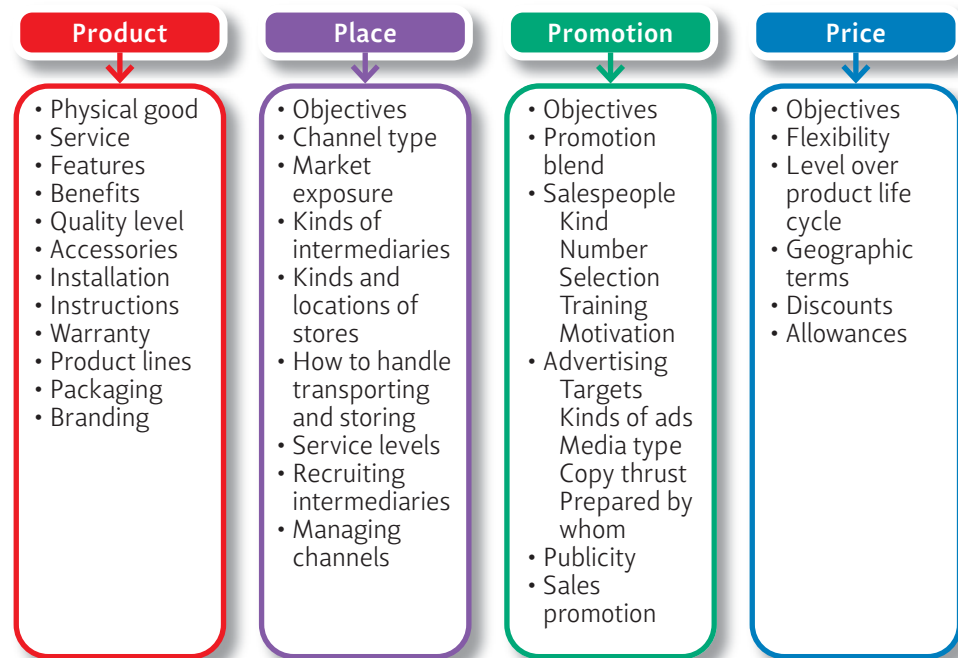 Product
• Physical good
• Service
• Features
• Benefits
• Quality level
• Accessories
• Installation
• Instructions
• Warranty
• Product lines
• Packaging
• Branding
Place
• Objectives
• Channel type
• Market
exposure
• Kinds of
intermediaries
• Kinds and
locations of
stores
• How to handle
transporting
and storing
• Service levels
• Recruiting
intermediaries
• Managing
channels
Promotion
• Objectives
• Promotion
blend
• Salespeople
Kind
Number
Selection
Training
Motivation
• Advertising
Targets
Kinds of ads
Media type
Copy thrust
Prepared by
whom
• Publicity
• Sales
promotion
Price
• Objectives
• Flexibility
• Level over
product life
cycle
• Geographic
terms
• Discounts
• Allowances